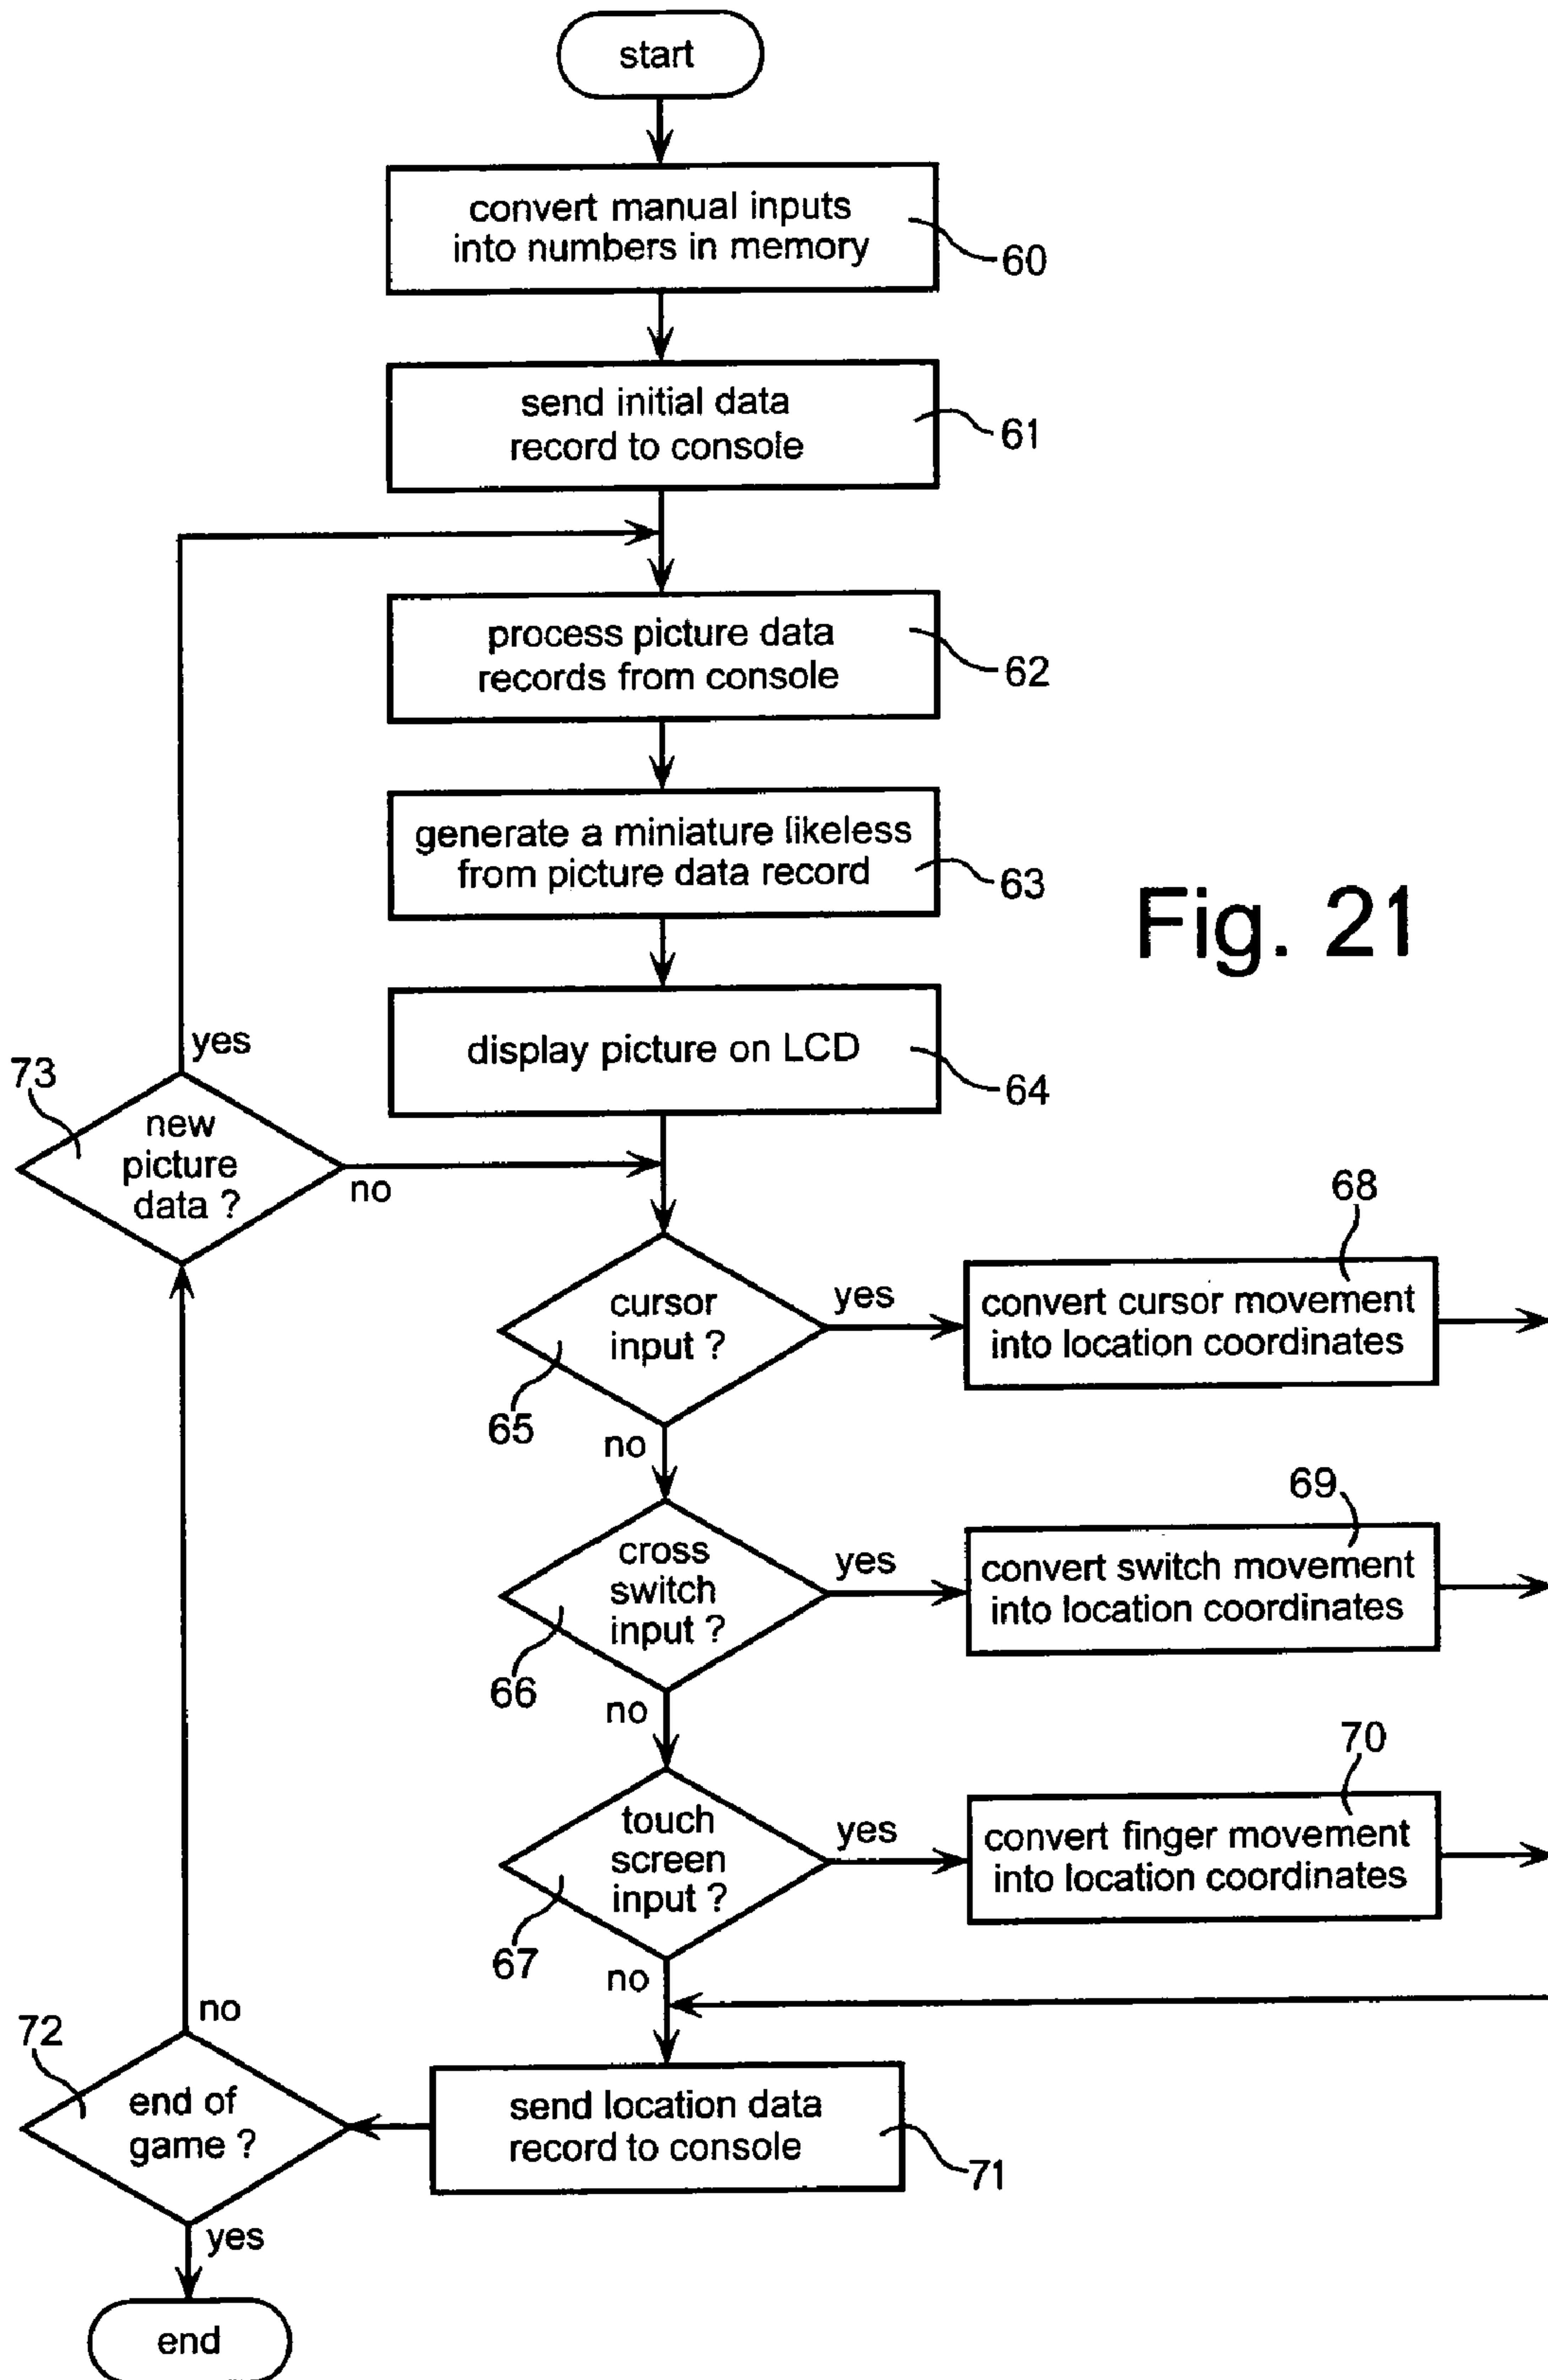 start
convert manual inputs
into numbers in memory
60
send initial data
record to console
61
process picture data
records from console
62
generate a miniature likeless
from picture data record
63
Fig. 21
display picture on LCD
64
73
yes
new
picture
data ?
no
cursor
input ?
65
yes
no
68
convert cursor movement
into location coordinates
cross
switch
input ?
66
yes
no
69
convert switch movement
into location coordinates
touch
screen
input ?
67
yes
no
70
convert finger movement
into location coordinates
send location data
record to console
71
72
no
end of
game ?
yes
end